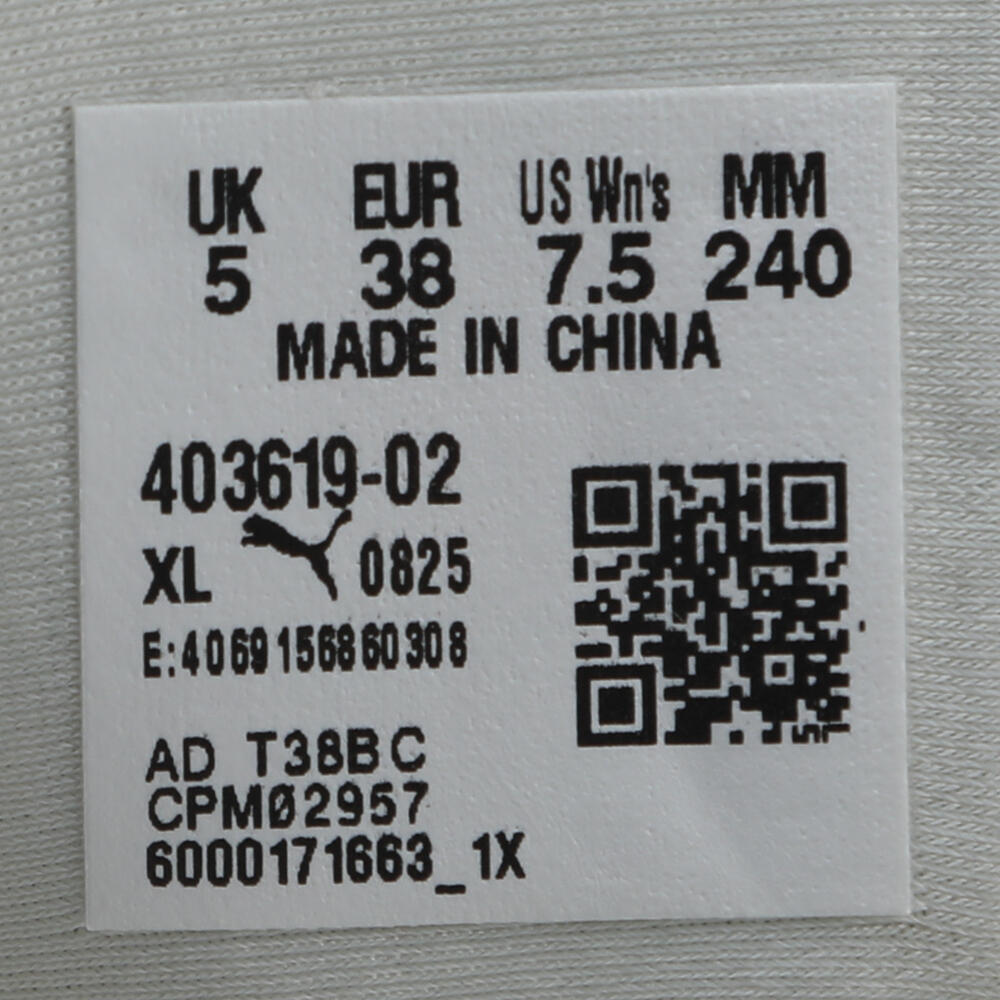 UK EUR US Wn's MM
5 38 7.5 240
MADE IN CHINA
403619-02
XL 0825
E:4069156860308
AD T38BC
CPMØ2957
6000171663_1X